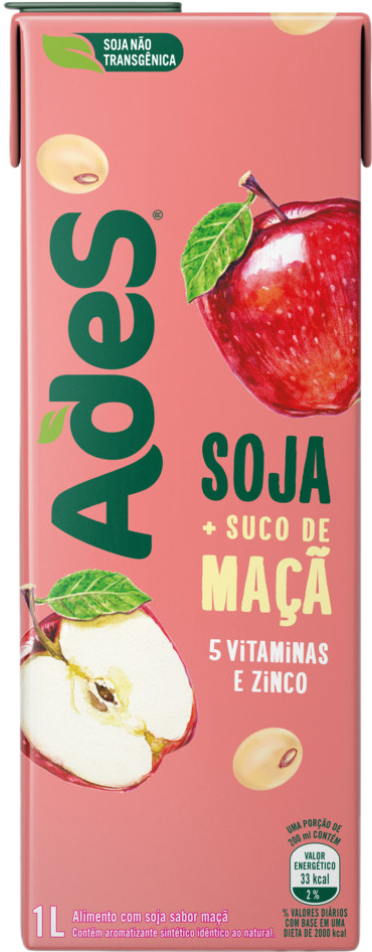 SOJA NÃO
TRANSGÊNICA
AdeS®
SOJA
+ SUCO DE
MAÇÃ
5 VITAMINAS
E ZINCO
UMA PORÇÃO DE
200 ml CONTÉM
VALOR
ENERGÉTICO
33 kcal
2%
% VALORES DIÁRIOS
COM BASE EM UMA
DIETA DE 2000 kcal
1L
Alimento com soja sabor maçã
Contém aromatizante sintético idêntico ao natural.